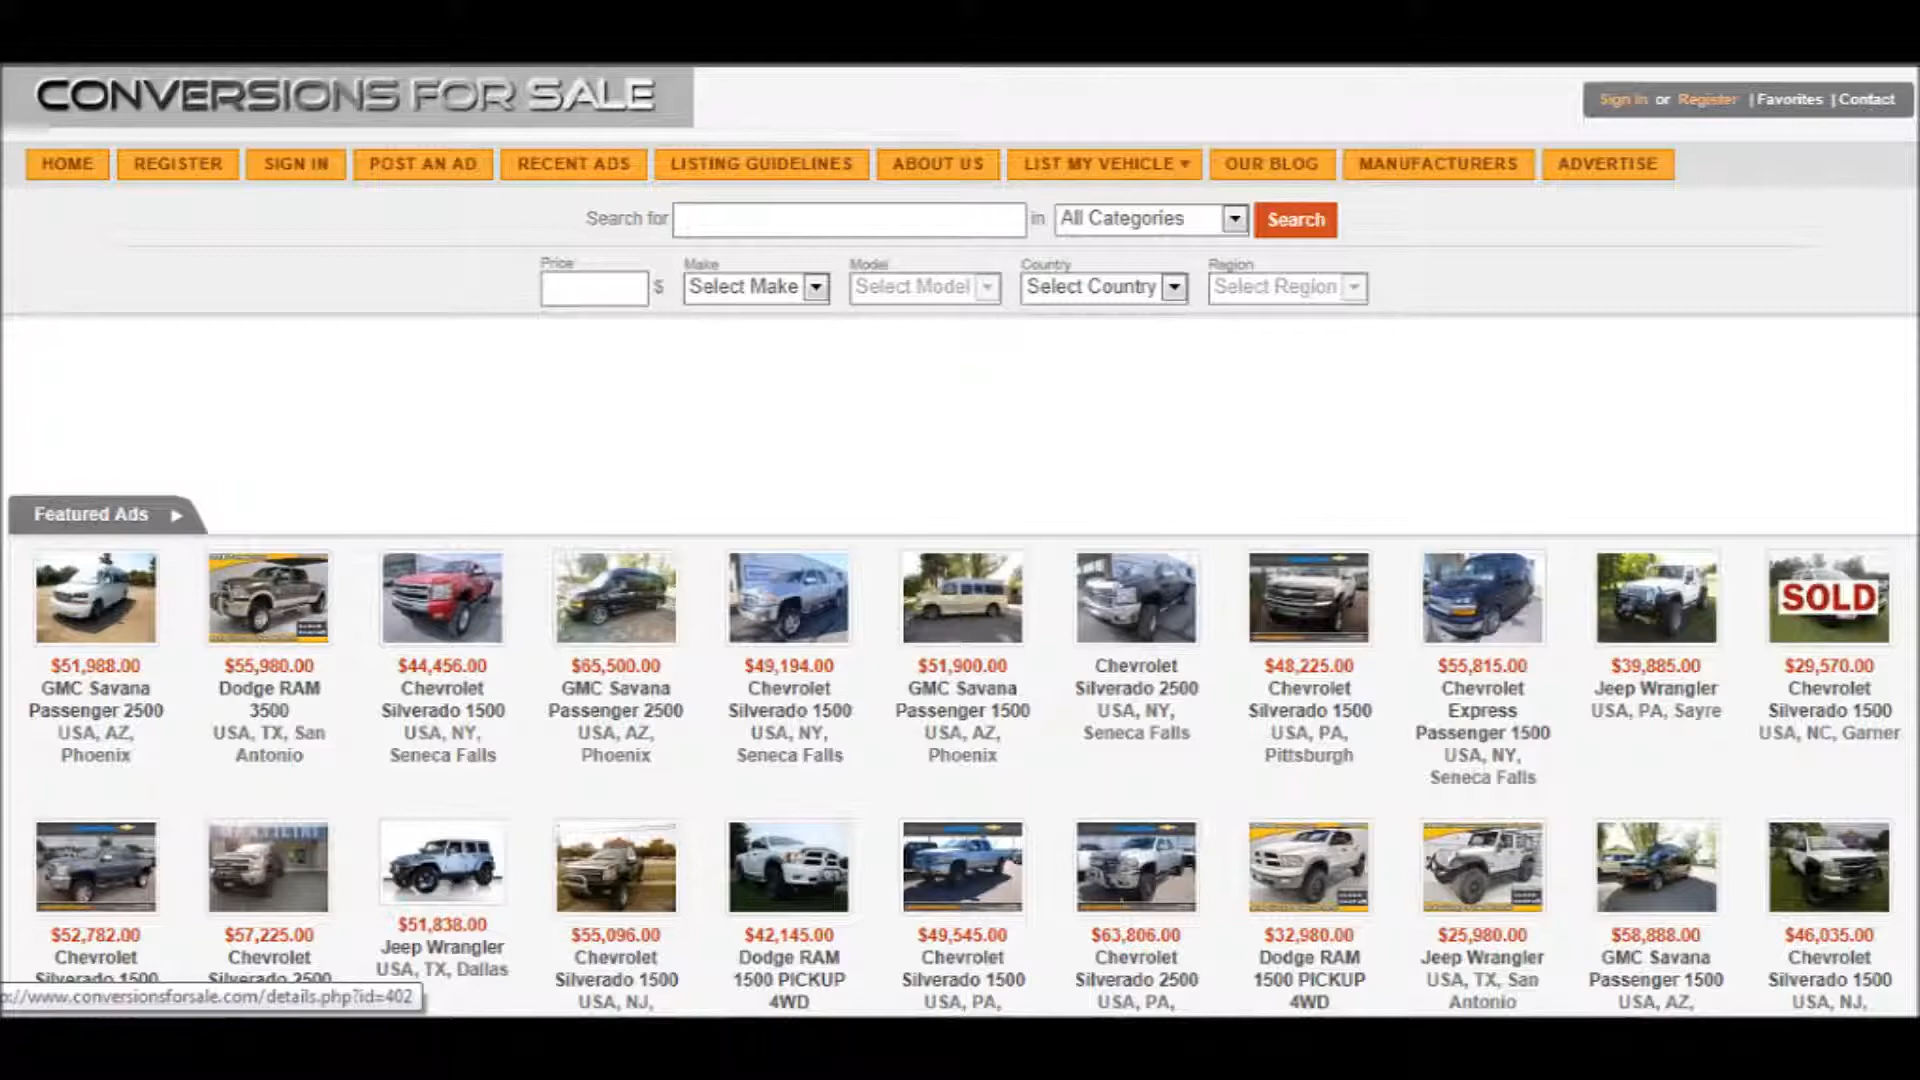 CONVERSIONS FOR SALE
Sign In or Register | Favorites | Contact
HOME REGISTER SIGN IN POST AN AD RECENT ADS LISTING GUIDELINES ABOUT US LIST MY VEHICLE OUR BLOG MANUFACTURERS ADVERTISE
Search for in All Categories Search
Price Make Model Country Region
$ Select Make Select Model Select Country Select Region
Featured Ads
SOLD
$51,988.00
GMC Savana
Passenger 2500
USA, AZ,
Phoenix
$55,980.00
Dodge RAM
3500
USA, TX, San
Antonio
$44,456.00
Chevrolet
Silverado 1500
USA, NY,
Seneca Falls
$65,500.00
GMC Savana
Passenger 2500
USA, AZ,
Phoenix
$49,194.00
Chevrolet
Silverado 1500
USA, NY,
Seneca Falls
$51,900.00
GMC Savana
Passenger 1500
USA, AZ,
Phoenix
Chevrolet
Silverado 2500
USA, NY,
Seneca Falls
$48,225.00
Chevrolet
Silverado 1500
USA, PA,
Pittsburgh
$55,815.00
Chevrolet
Express
Passenger 1500
USA, NY,
Seneca Falls
$39,885.00
Jeep Wrangler
USA, PA, Sayre
$29,570.00
Chevrolet
Silverado 1500
USA, NC, Garner
$52,782.00
Chevrolet
Silverado 1500
$57,225.00
Chevrolet
Silverado 2500
$51,838.00
Jeep Wrangler
USA, TX, Dallas
$55,096.00
Chevrolet
Silverado 1500
USA, NJ,
$42,145.00
Dodge RAM
1500 PICKUP
4WD
$49,545.00
Chevrolet
Silverado 1500
USA, PA,
$63,806.00
Chevrolet
Silverado 2500
USA, PA,
$32,980.00
Dodge RAM
1500 PICKUP
4WD
$25,980.00
Jeep Wrangler
USA, TX, San
Antonio
$58,888.00
GMC Savana
Passenger 1500
USA, AZ,
$46,035.00
Chevrolet
Silverado 1500
USA, NJ,
://www.conversionsforsale.com/details.php?id=402